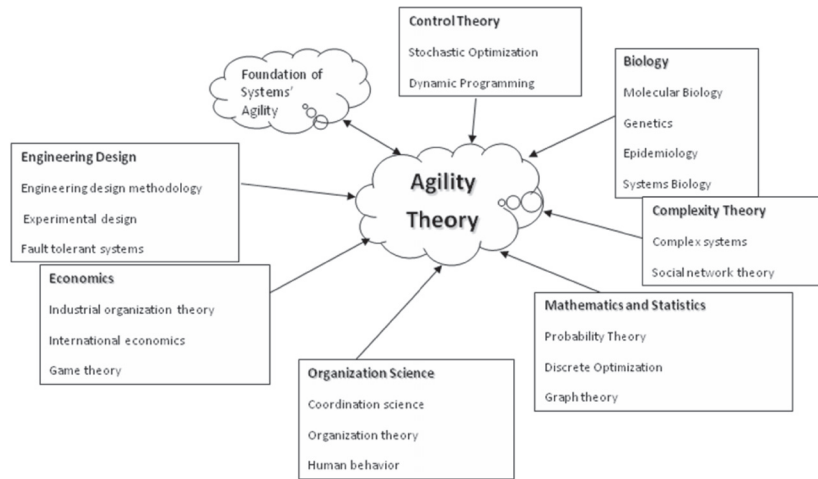 Control Theory
Stochastic Optimization
Dynamic Programming
Foundation of
Systems'
Agility
Biology
Molecular Biology
Genetics
Epidemiology
Systems Biology
Engineering Design
Engineering design methodology
Experimental design
Fault tolerant systems
Agility
Theory
Complexity Theory
Complex systems
Social network theory
Economics
Industrial organization theory
International economics
Game theory
Mathematics and Statistics
Probability Theory
Discrete Optimization
Graph theory
Organization Science
Coordination science
Organization theory
Human behavior